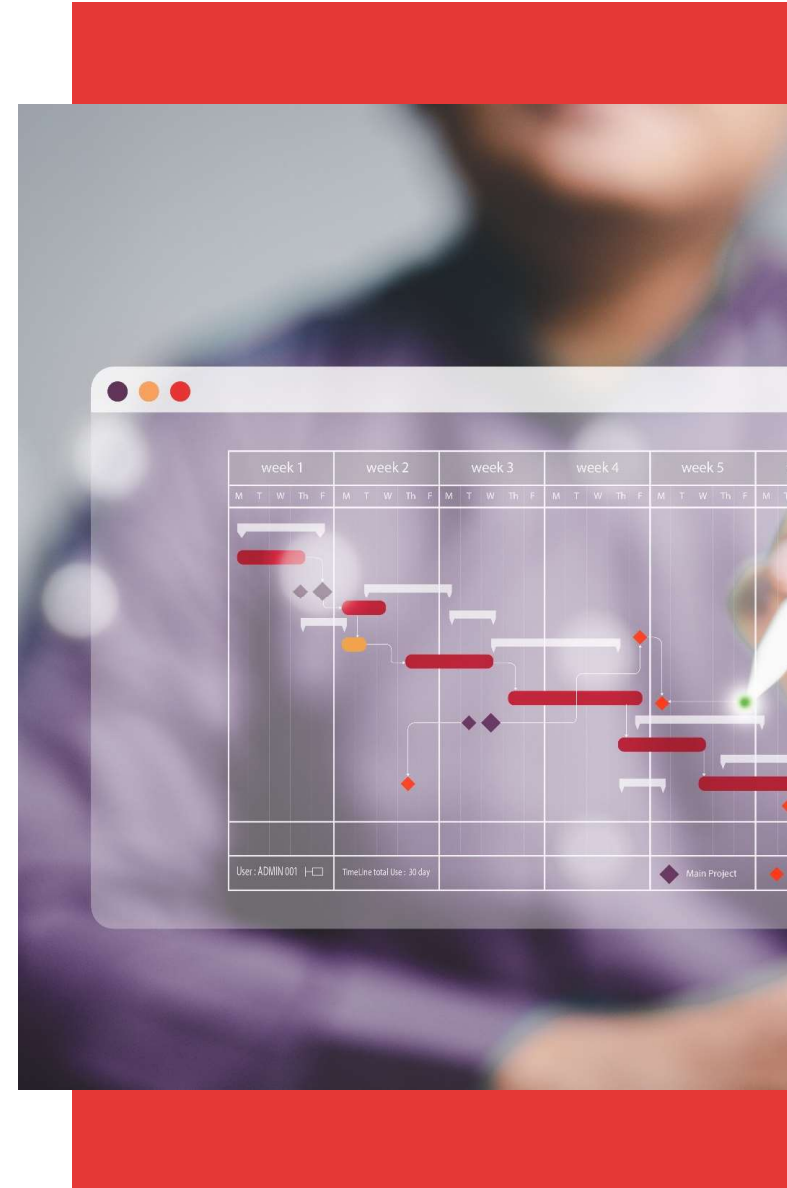 week 1 week 2 week 3 week 4 week 5
M T W Th F M T W Th F M T W Th F M T W Th F M T W Th F M
User : ADMIN 001 TimeLine total Use : 30 day Main Project